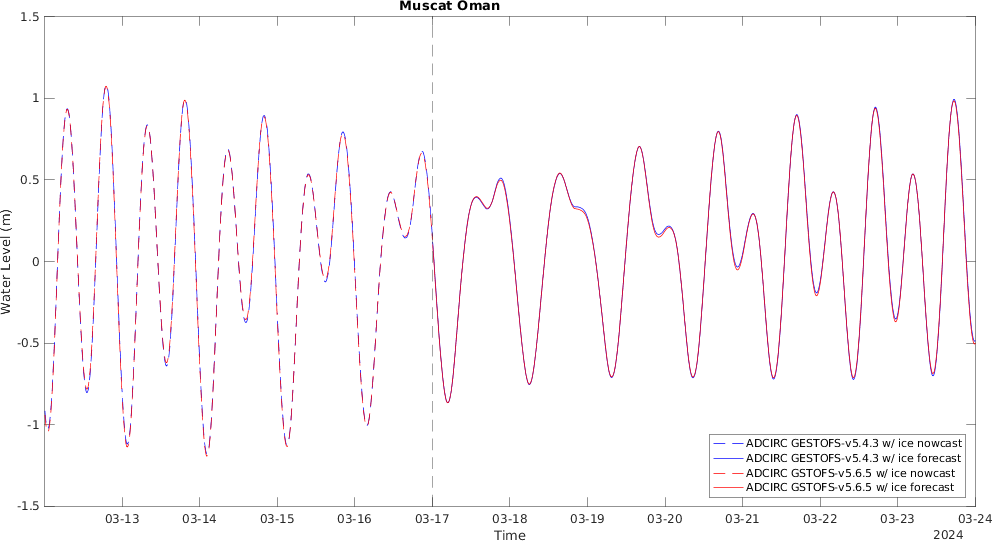 Muscat Oman
1.5
1
0.5
0
-0.5
-1
-1.5
Water Level (m)
03-13 03-14 03-15 03-16 03-17 03-18 03-19 03-20 03-21 03-22 03-23 03-24
Time
2024
ADCIRC GESTOFS-v5.4.3 w/ ice nowcast
ADCIRC GESTOFS-v5.4.3 w/ ice forecast
ADCIRC GSTOFS-v5.6.5 w/ ice nowcast
ADCIRC GSTOFS-v5.6.5 w/ ice forecast